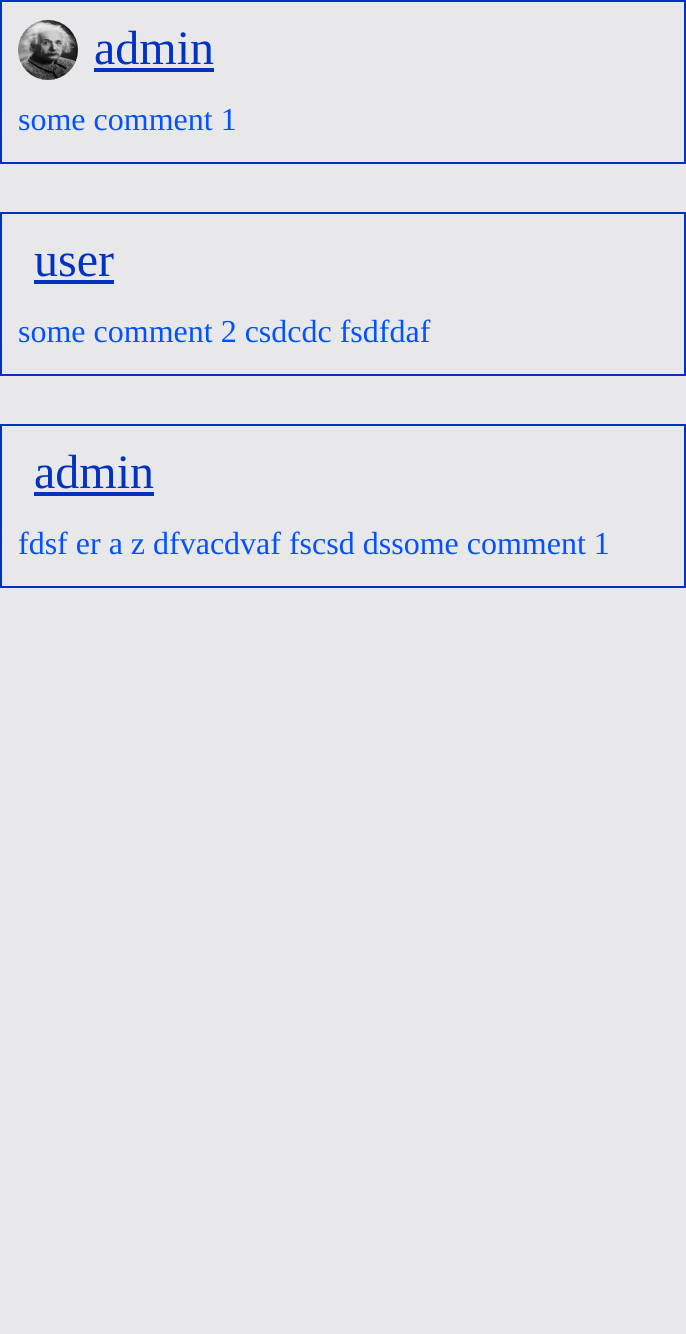 admin
some comment 1
user
some comment 2 csdcdc fsdfdaf
admin
fdsf er a z dfvacdvaf fscsd dssome comment 1